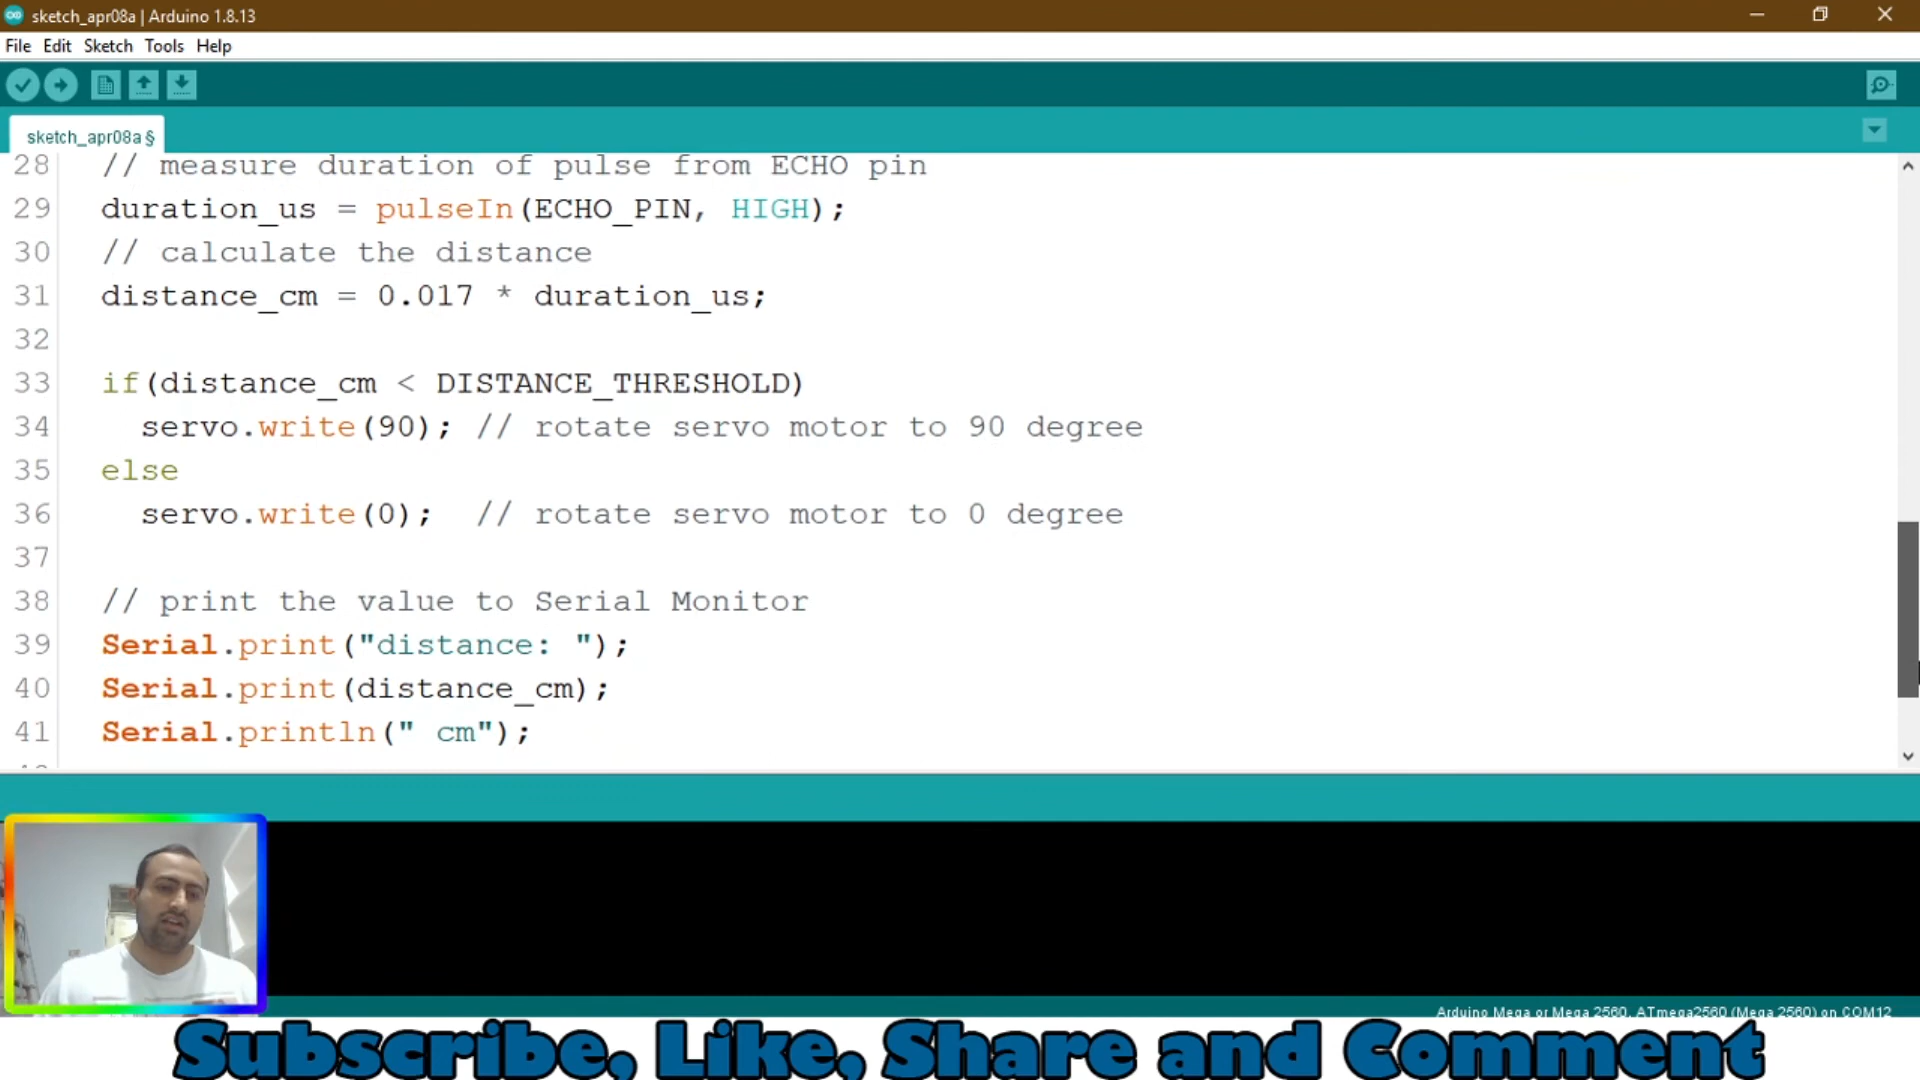 sketch_apr08a | Arduino 1.8.13
File Edit Sketch Tools Help
sketch_apr08a §
28 // measure duration of pulse from ECHO pin
29 duration_us = pulseIn(ECHO_PIN, HIGH);
30 // calculate the distance
31 distance_cm = 0.017 * duration_us;
32
33 if(distance_cm < DISTANCE_THRESHOLD)
34 servo.write(90); // rotate servo motor to 90 degree
35 else
36 servo.write(0); // rotate servo motor to 0 degree
37
38 // print the value to Serial Monitor
39 Serial.print("distance: ");
40 Serial.print(distance_cm);
41 Serial.println(" cm");
Arduino Mega or Mega 2560, ATmega2560 (Mega 2560) on COM12
Subscribe, Like, Share and Comment